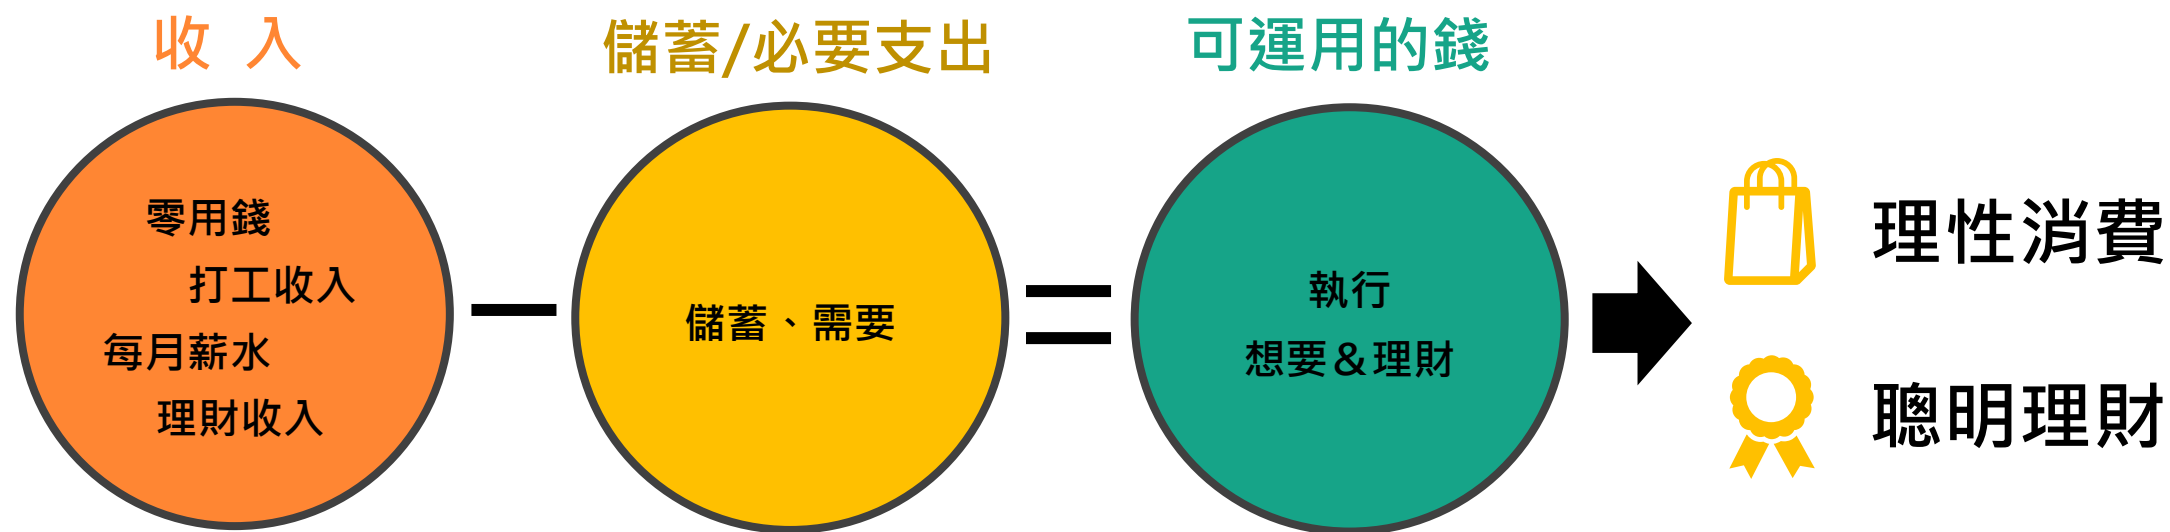 收 入
零用錢
打工收入
每月薪水
理財收入
儲蓄/必要支出
儲蓄、需要
可運用的錢
執行
想要&理財
理性消費
聰明理財